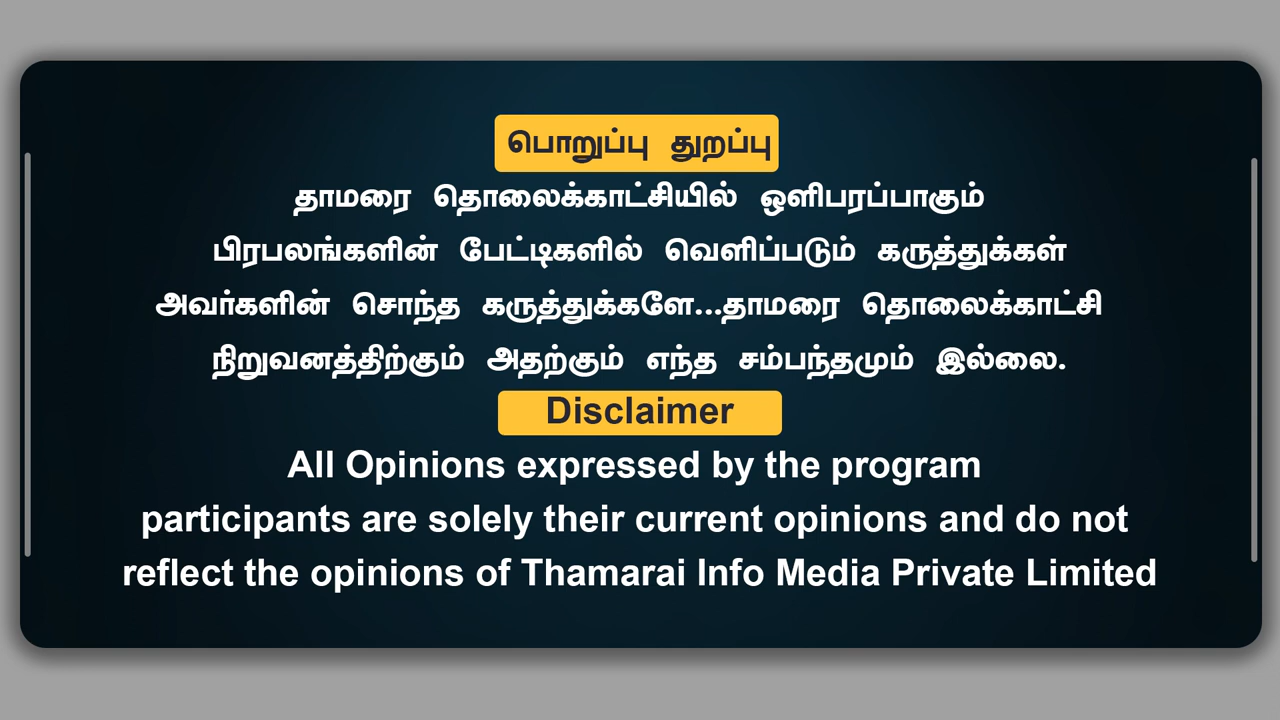 பொறுப்பு துறப்பு
தாமரை தொலைக்காட்சியில் ஒளிபரப்பாகும்
பிரபலங்களின் பேட்டிகளில் வெளிப்படும் கருத்துக்கள்
அவர்களின் சொந்த கருத்துக்களே...தாமரை தொலைக்காட்சி
நிறுவனத்திற்கும் அதற்கும் எந்த சம்பந்தமும் இல்லை.
Disclaimer
All Opinions expressed by the program
participants are solely their current opinions and do not
reflect the opinions of Thamarai Info Media Private Limited